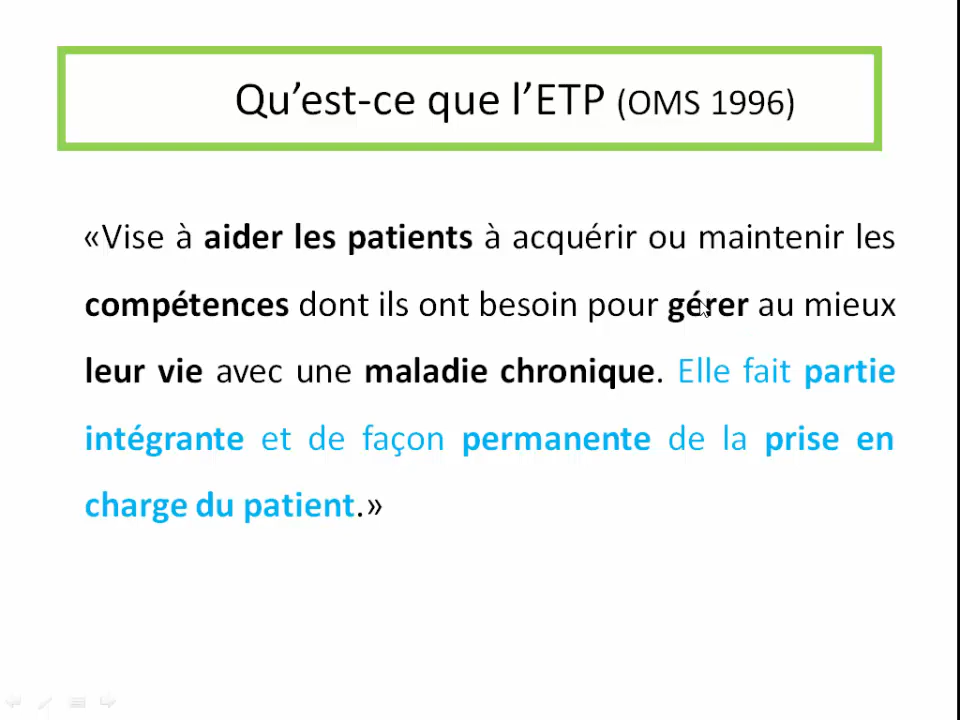 Qu’est-ce que l’ETP (OMS 1996)
«Vise à aider les patients à acquérir ou maintenir les
compétences dont ils ont besoin pour gérer au mieux
leur vie avec une maladie chronique. Elle fait partie
intégrante et de façon permanente de la prise en
charge du patient.»